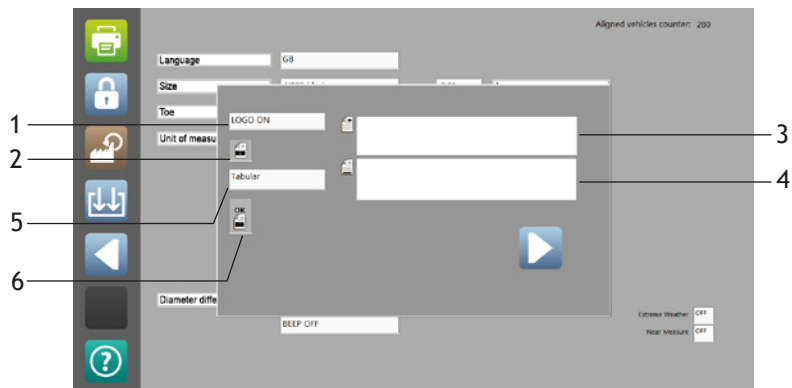 Aligned vehicles counter: 280
Language GB
Size
Toe
Unit of measu
LOGO ON
Tabular
OK
Diameter diffe
BEEP OFF
Extreme Weather OFF
Near Measure OFF
1
2
5
6
3
4
?